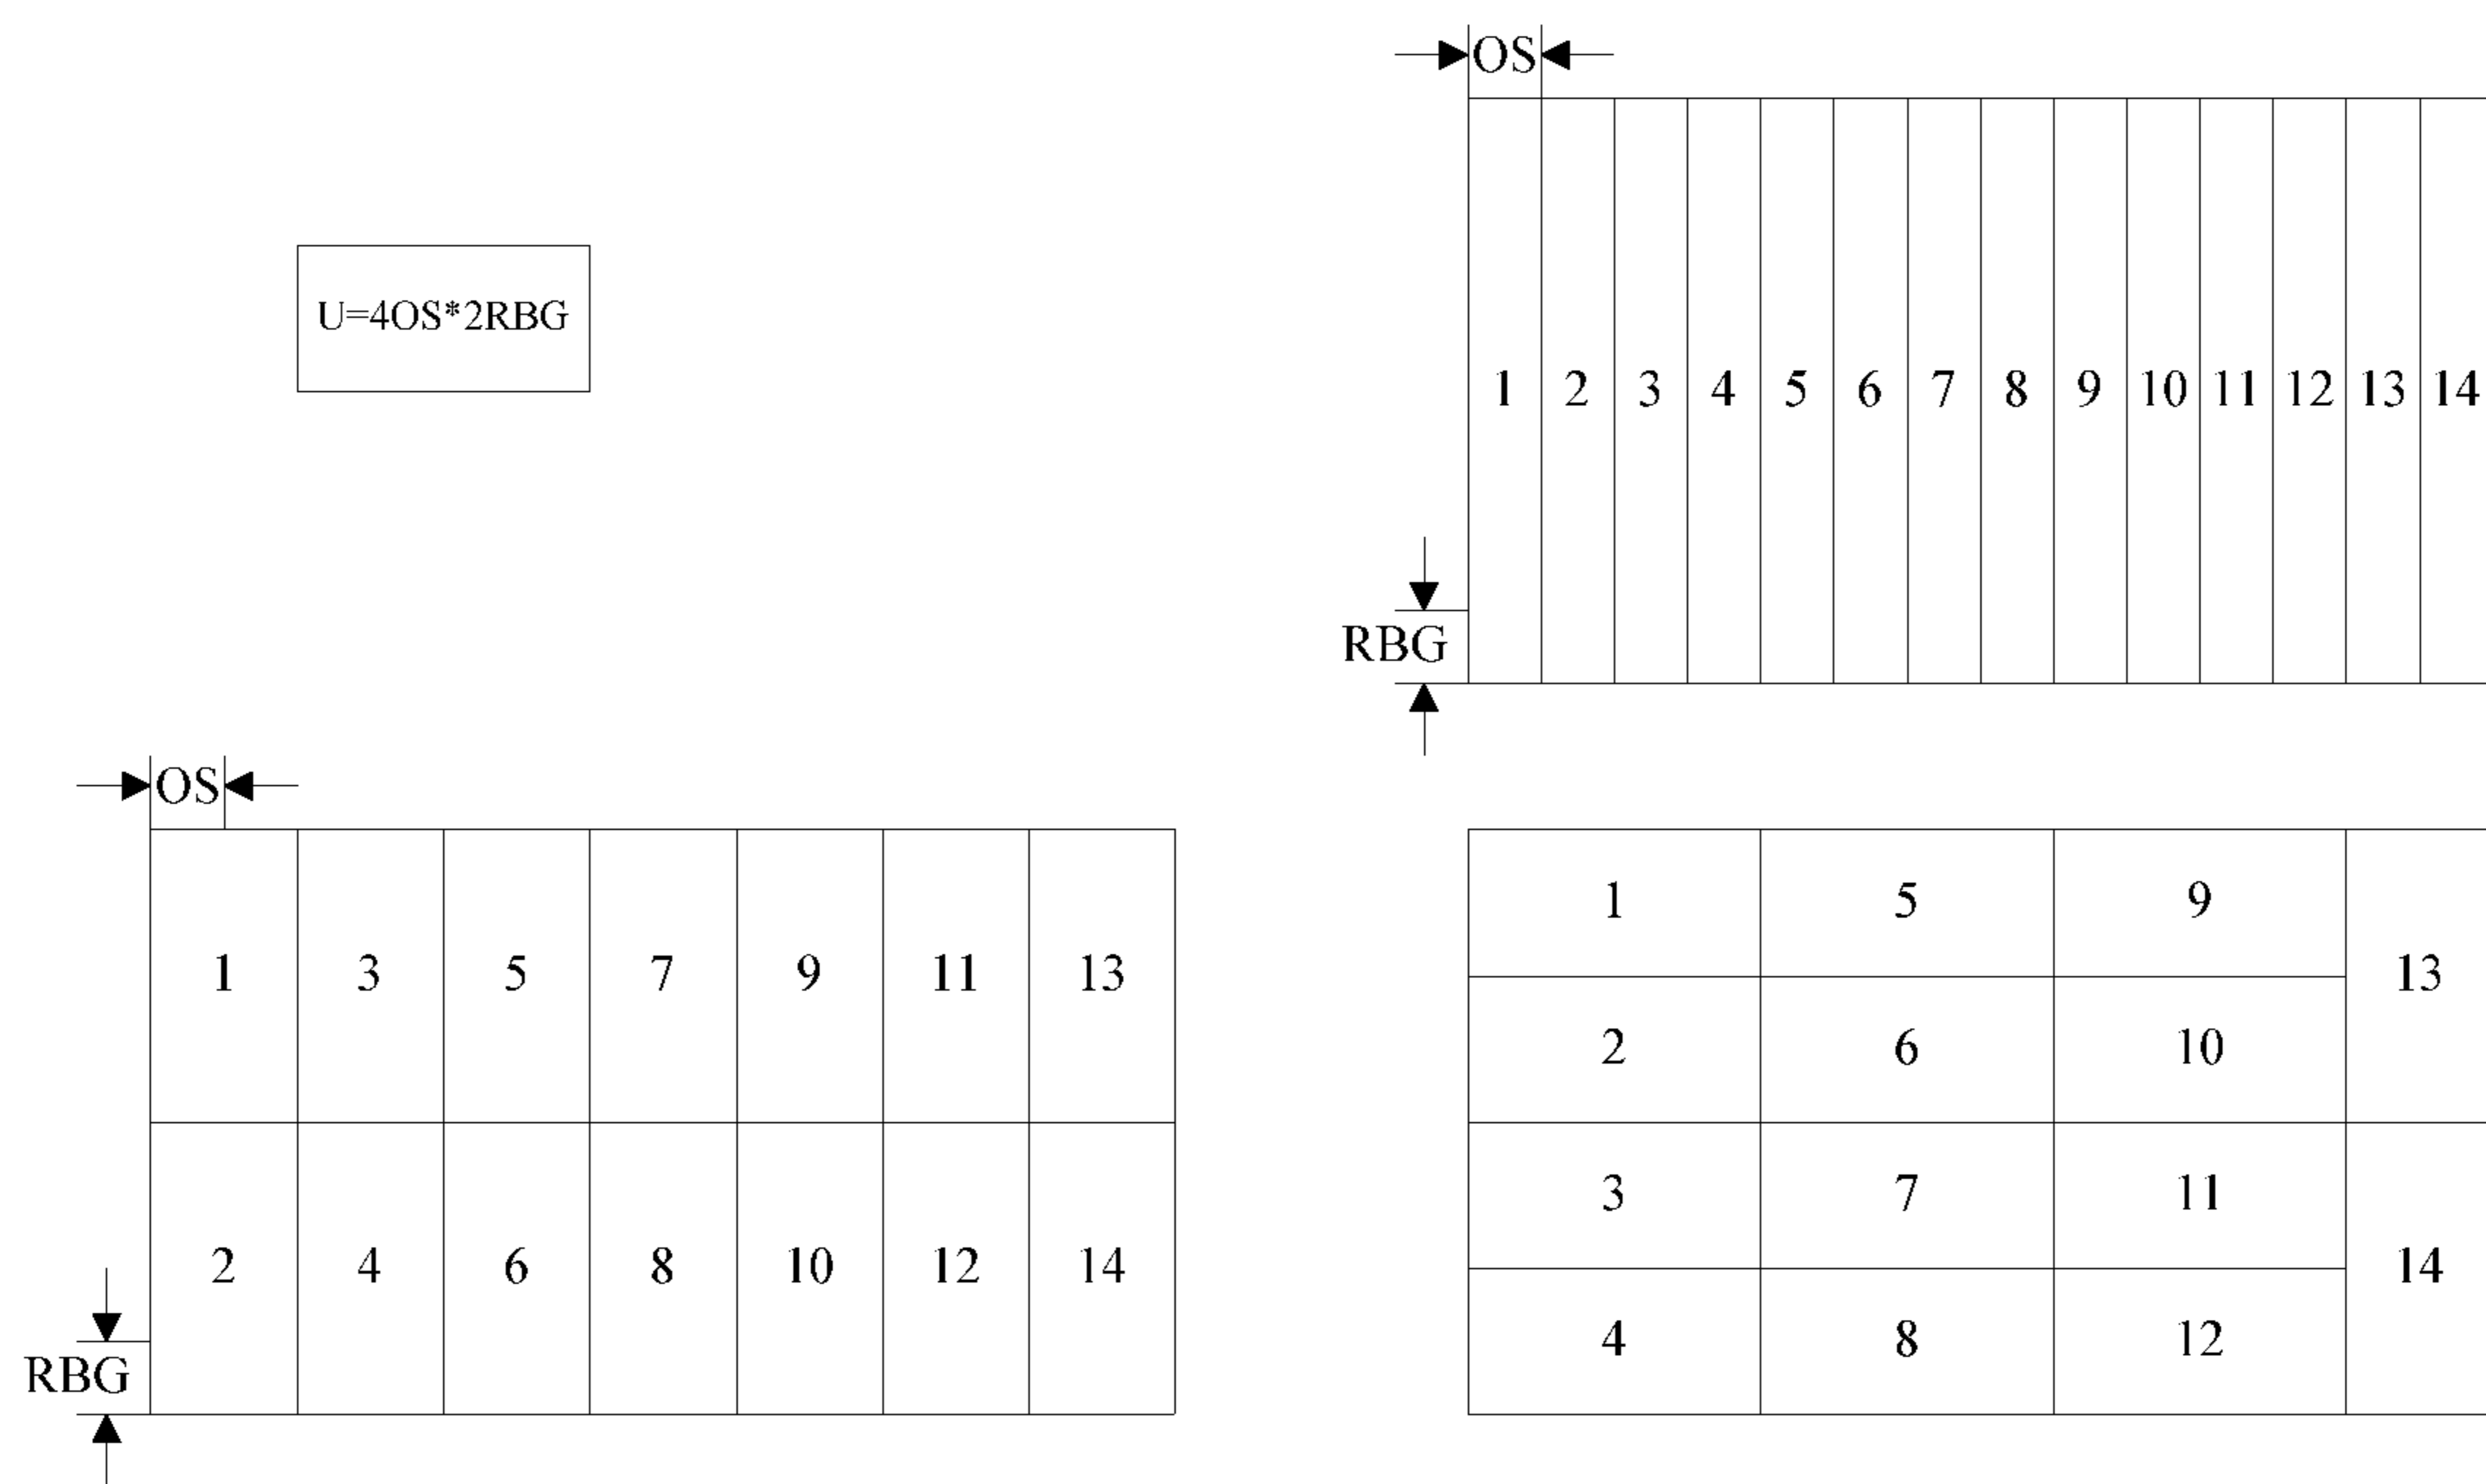 OS
U=4OS*2RBG
1 2 3 4 5 6 7 8 9 10 11 12 13 14
RBG
OS
1 3 5 7 9 11 13
2 4 6 8 10 12 14
RBG
1 5 9
13
2 6 10
3 7 11
14
4 8 12